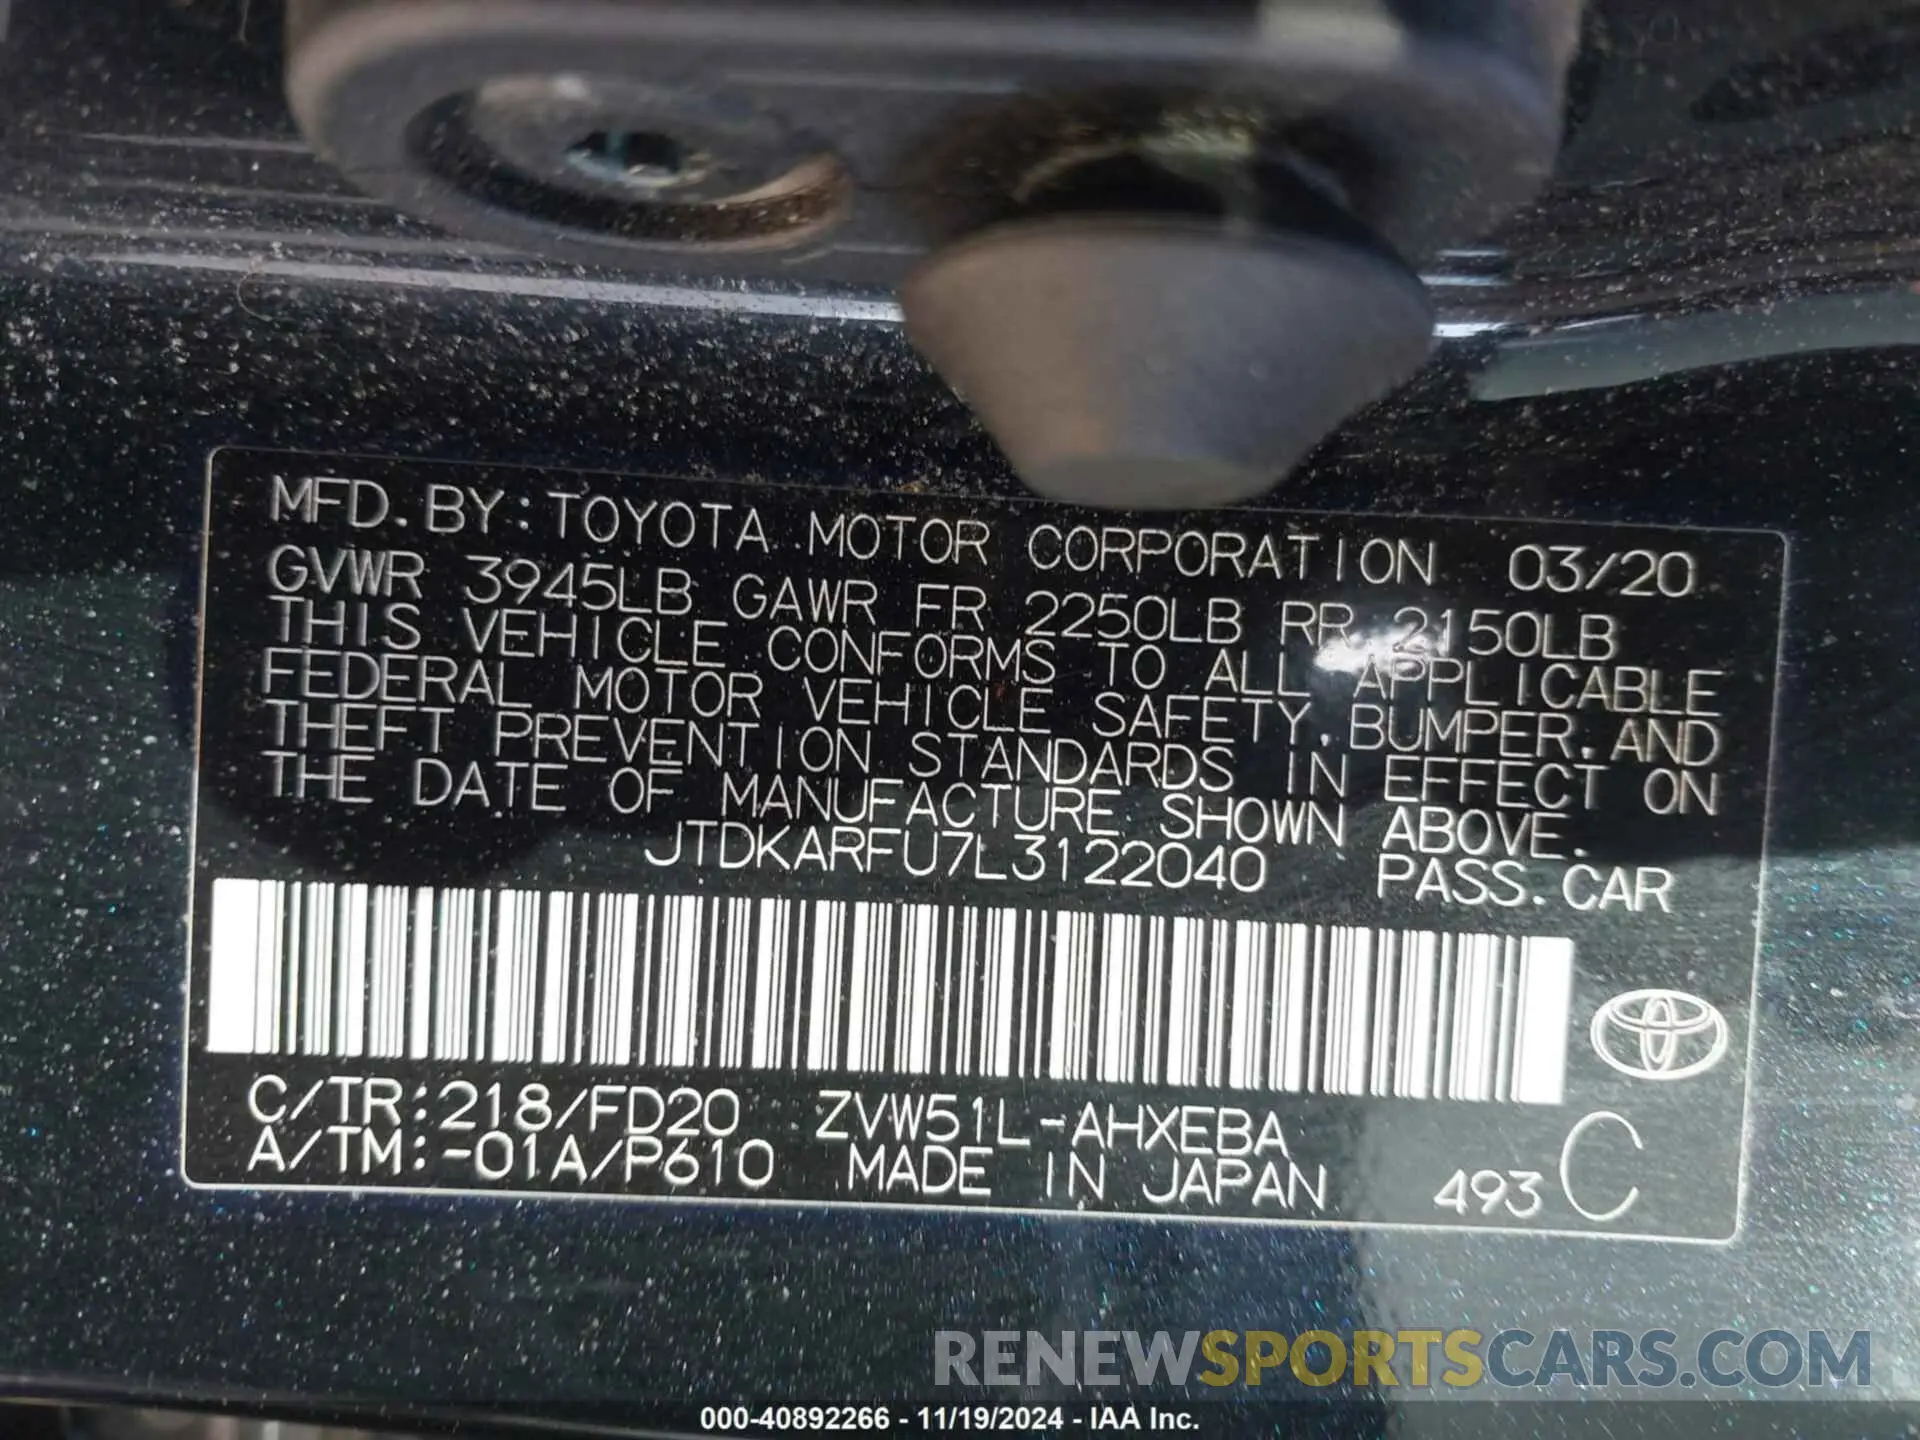 MFD. BY: TOYOTA MOTOR CORPORATION 03/20
GVWR 3945LB GAWR FR 2250LB RR 2150LB
THIS VEHICLE CONFORMS TO ALL APPLICABLE
FEDERAL MOTOR VEHICLE SAFETY, BUMPER, AND
THEFT PREVENTION STANDARDS IN EFFECT ON
THE DATE OF MANUFACTURE SHOWN ABOVE.
JTDKARFU7L3122040 PASS. CAR
C/TR:218/FD20 ZVW51L-AHXEBA
A/TM:-01A/P610 MADE IN JAPAN 493 C
RENEWSPORTSCARS.COM
000-40892266 - 11/19/2024 - IAA Inc.